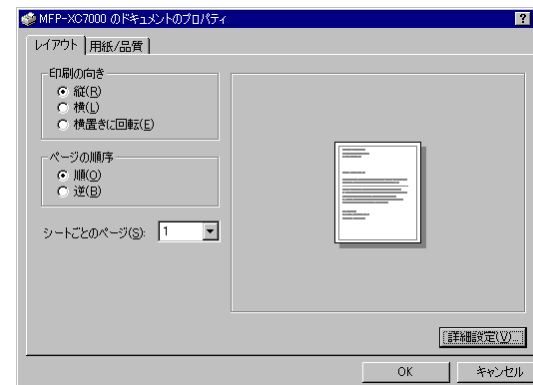 MFP-XC7000 のドキュメントのプロパティ
レイアウト 用紙/品質
印刷の向き
縦(R)
横(L)
横置きに回転(E)
ページの順序
順(O)
逆(B)
シートごとのページ(S): 1
詳細設定(V)...
OK キャンセル